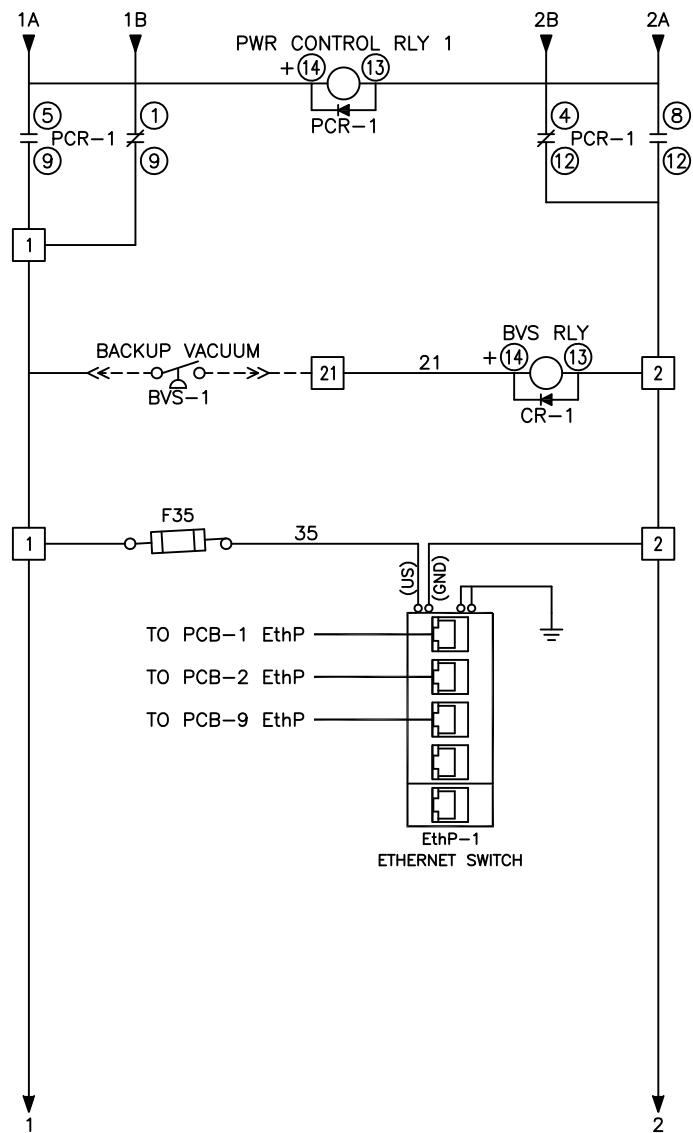 1A 1B 2B 2A
PWR CONTROL RLY 1
+ 14 13
PCR-1
5 1 4 8
PCR-1 PCR-1
9 9 12 12
1
BACKUP VACUUM
BVS-1
21
21
BVS RLY
+ 14 13
CR-1
2
1
F35
35
2
(US) (GND)
TO PCB-1 EthP
TO PCB-2 EthP
TO PCB-9 EthP
EthP-1
ETHERNET SWITCH
1 2